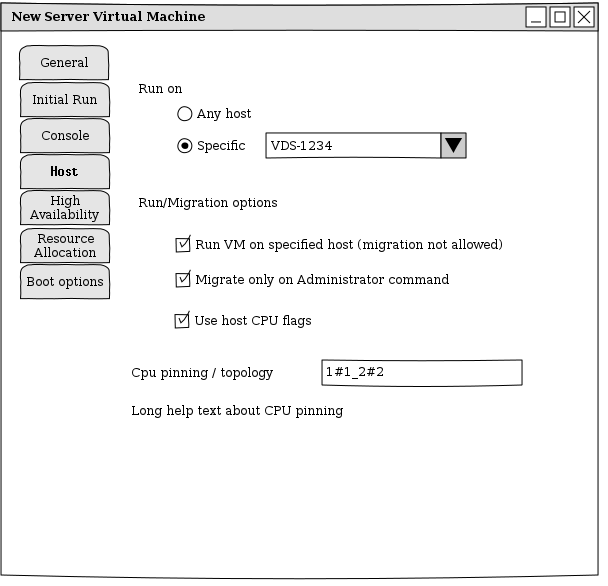 New Server Virtual Machine
General
Initial Run
Console
Host
High
Availability
Resource
Allocation
Boot options
Run on
Any host
Specific
VDS-1234
Run/Migration options
Run VM on specified host (migration not allowed)
Migrate only on Administrator command
Use host CPU flags
Cpu pinning / topology
1#1_2#2
Long help text about CPU pinning